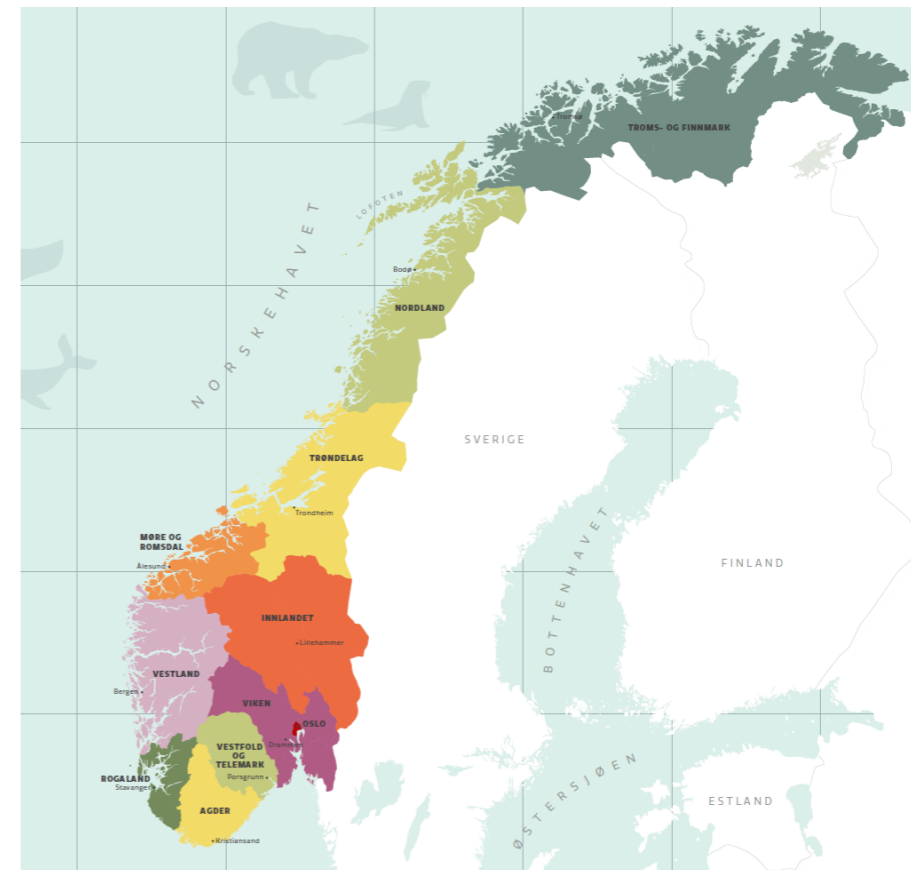 Tromsø
TROMS- OG FINNMARK
LOFOTEN
NORSKEHAVET
Bodø
NORDLAND
SVERIGE
TRØNDELAG
Trondheim
MØRE OG
ROMSDAL
Ålesund
BOTTENHAVET
FINLAND
INNLANDET
Lillehammer
VESTLAND
Bergen
VIKEN
OSLO
Drammen
VESTFOLD
OG
TELEMARK
Porsgrunn
ROGALAND
Stavanger
ØSTERSJØEN
ESTLAND
AGDER
Kristiansand